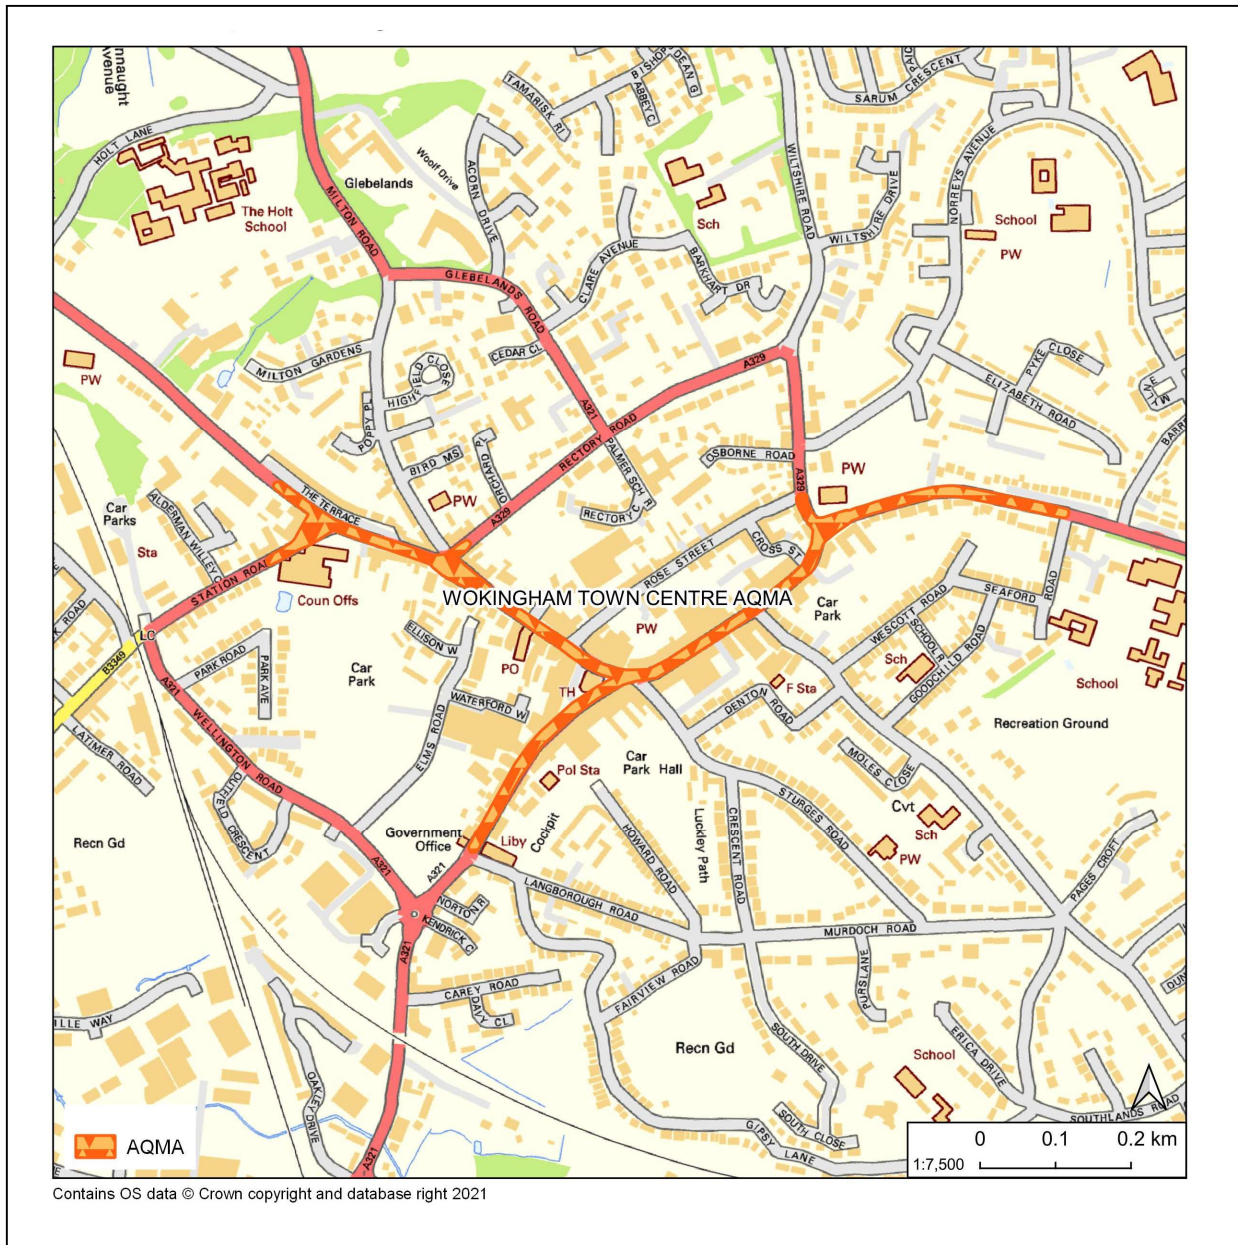 nnaught
Avenue
HOLT LANE
The Holt
School
MILTON ROAD
Glebelands
Woolf Drive
ACORN DRIVE
TAMARISK RI
BISHOP
DEAN G
ABBEY C
Sch
WILTSHIRE ROAD
WILTSHIRE DRIVE
SARUM CRESCENT
NORREYS AVENUE
School
PW
GLEBELANDS ROAD
CLARE AVENUE
BARKHART DR
CEDAR CL
MILTON GARDENS
HIGHFIELD CLOSE
POPPY PL
BIRD MS
ORCHARD PL
PW
PW
A321
RECTORY ROAD
A329
A329
A329
PALMER SCH R
RECTORY C
OSBORNE ROAD
PW
PYKE CLOSE
ELIZABETH ROAD
BARRE
THE TERRACE
Car
Parks
Sta
ALDERMAN WILLEY C
STATION ROAD
Coun Offs
ROSE STREET
CROSS ST
WOKINGHAM TOWN CENTRE AQMA
PW
Car
Park
WESCOTT ROAD
SEAFORD
SCHOOL R
GOODCHILD ROAD
Sch
School
Recreation Ground
LC
B3349
K ROAD
A321
PARK ROAD
PARK AVE
Car
Park
ELLISON W
PO
TH
WATERFORD W
ELMS ROAD
DENTON ROAD
F Sta
MOLES CLOSE
LATIMER ROAD
WELLINGTON ROAD
OUTFIELD CRESCENT
Recn Gd
Pol Sta
Car
Park Hall
Cockpit
Luckley Path
HOWARD ROAD
CRESCENT ROAD
STURGES ROAD
Cvt
Sch
PW
PAGES CROFT
Government
Office
Liby
A321
A321
LANGBOROUGH ROAD
NORTON R
KENDRICK C
MURDOCH ROAD
A321
CAREY ROAD
DAVY CL
FAIRVIEW ROAD
PURSLANE
Recn Gd
SOUTH DRIVE
SOUTH CLOSE
School
ERICA DRIVE
SOUTHLANDS ROAD
ILLE WAY
OAKLEY DRIVE
A321
GIPSY LANE
AQMA
0 0.1 0.2 km
1:7,500
Contains OS data © Crown copyright and database right 2021